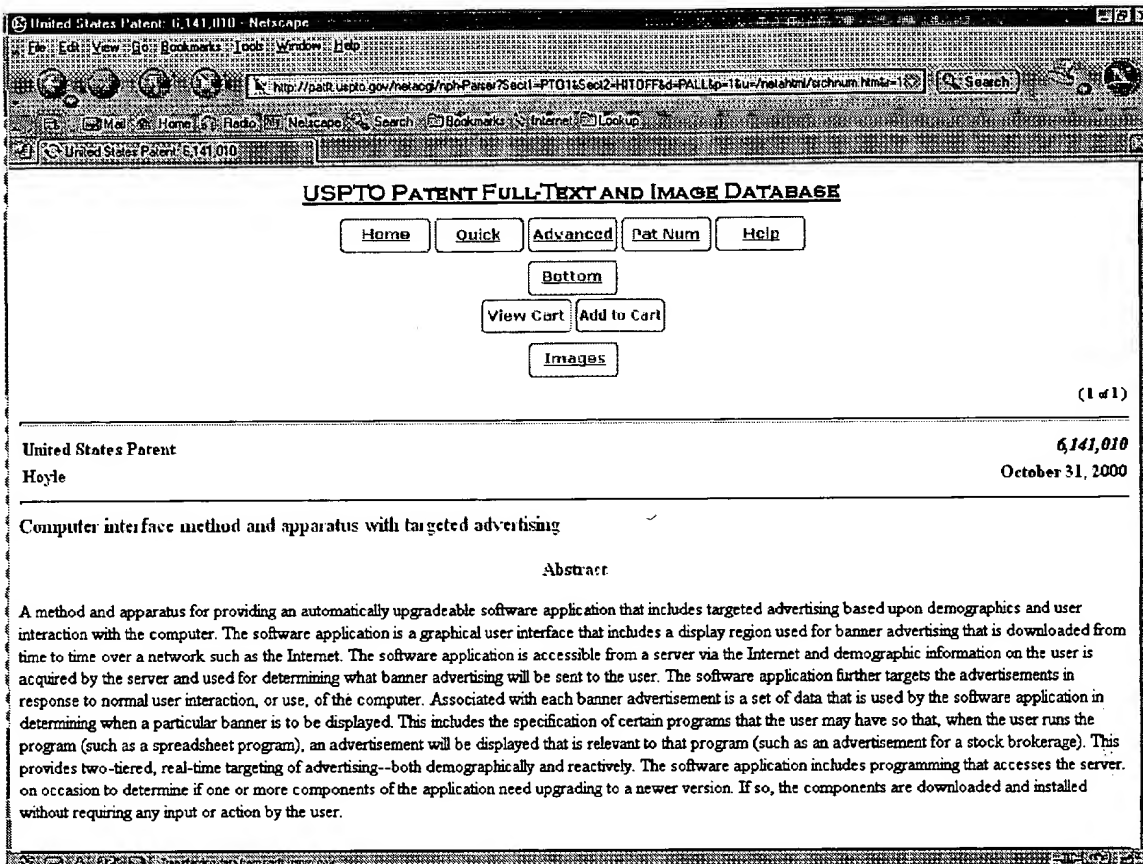 United States Patent: 6,141,010 - Netscape
File Edit View Go Bookmarks Tools Window Help
http://patft.uspto.gov/netacgi/nph-Parser?Sect1=PTO1&Sect2=HITOFF&d=PALL&p=1&u=/netahtml/srchnum.htm&r=1 Search
Mail Home Radio Netscape Search Bookmarks Internet Lookup
United States Patent: 6,141,010
USPTO PATENT FULL-TEXT AND IMAGE DATABASE
Home Quick Advanced Pat Num Help
Bottom
View Cart Add to Cart
Images
(1 of 1)
United States Patent 6,141,010
Hoyle October 31, 2000
Computer interface method and apparatus with targeted advertising
Abstract
A method and apparatus for providing an automatically upgradeable software application that includes targeted advertising based upon demographics and user
interaction with the computer. The software application is a graphical user interface that includes a display region used for banner advertising that is downloaded from
time to time over a network such as the Internet. The software application is accessible from a server via the Internet and demographic information on the user is
acquired by the server and used for determining what banner advertising will be sent to the user. The software application further targets the advertisements in
response to normal user interaction, or use, of the computer. Associated with each banner advertisement is a set of data that is used by the software application in
determining when a particular banner is to be displayed. This includes the specification of certain programs that the user may have so that, when the user runs the
program (such as a spreadsheet program), an advertisement will be displayed that is relevant to that program (such as an advertisement for a stock brokerage). This
provides two-tiered, real-time targeting of advertising--both demographically and reactively. The software application includes programming that accesses the server.
on occasion to determine if one or more components of the application need upgrading to a newer version. If so, the components are downloaded and installed
without requiring any input or action by the user.